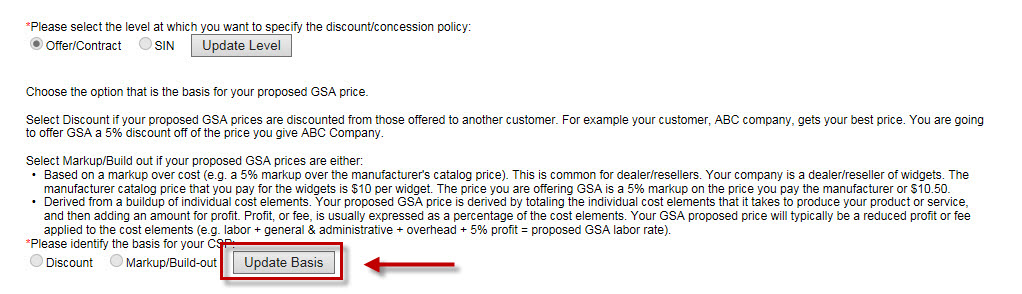 *Please select the level at which you want to specify the discount/concession policy:
Offer/Contract SIN Update Level
Choose the option that is the basis for your proposed GSA price.
Select Discount if your proposed GSA prices are discounted from those offered to another customer. For example your customer, ABC company, gets your best price. You are going
to offer GSA a 5% discount off of the price you give ABC Company.
Select Markup/Build out if your proposed GSA prices are either:
• Based on a markup over cost (e.g. a 5% markup over the manufacturer's catalog price). This is common for dealer/resellers. Your company is a dealer/reseller of widgets. The
manufacturer catalog price that you pay for the widgets is $10 per widget. The price you are offering GSA is a 5% markup on the price you pay the manufacturer or $10.50.
• Derived from a buildup of individual cost elements. Your proposed GSA price is derived by totaling the individual cost elements that it takes to produce your product or service,
and then adding an amount for profit. Profit, or fee, is usually expressed as a percentage of the cost elements. Your GSA proposed price will typically be a reduced profit or fee
applied to the cost elements (e.g. labor + general & administrative + overhead + 5% profit = proposed GSA labor rate).
*Please identify the basis for your CSP:
Discount Markup/Build-out Update Basis